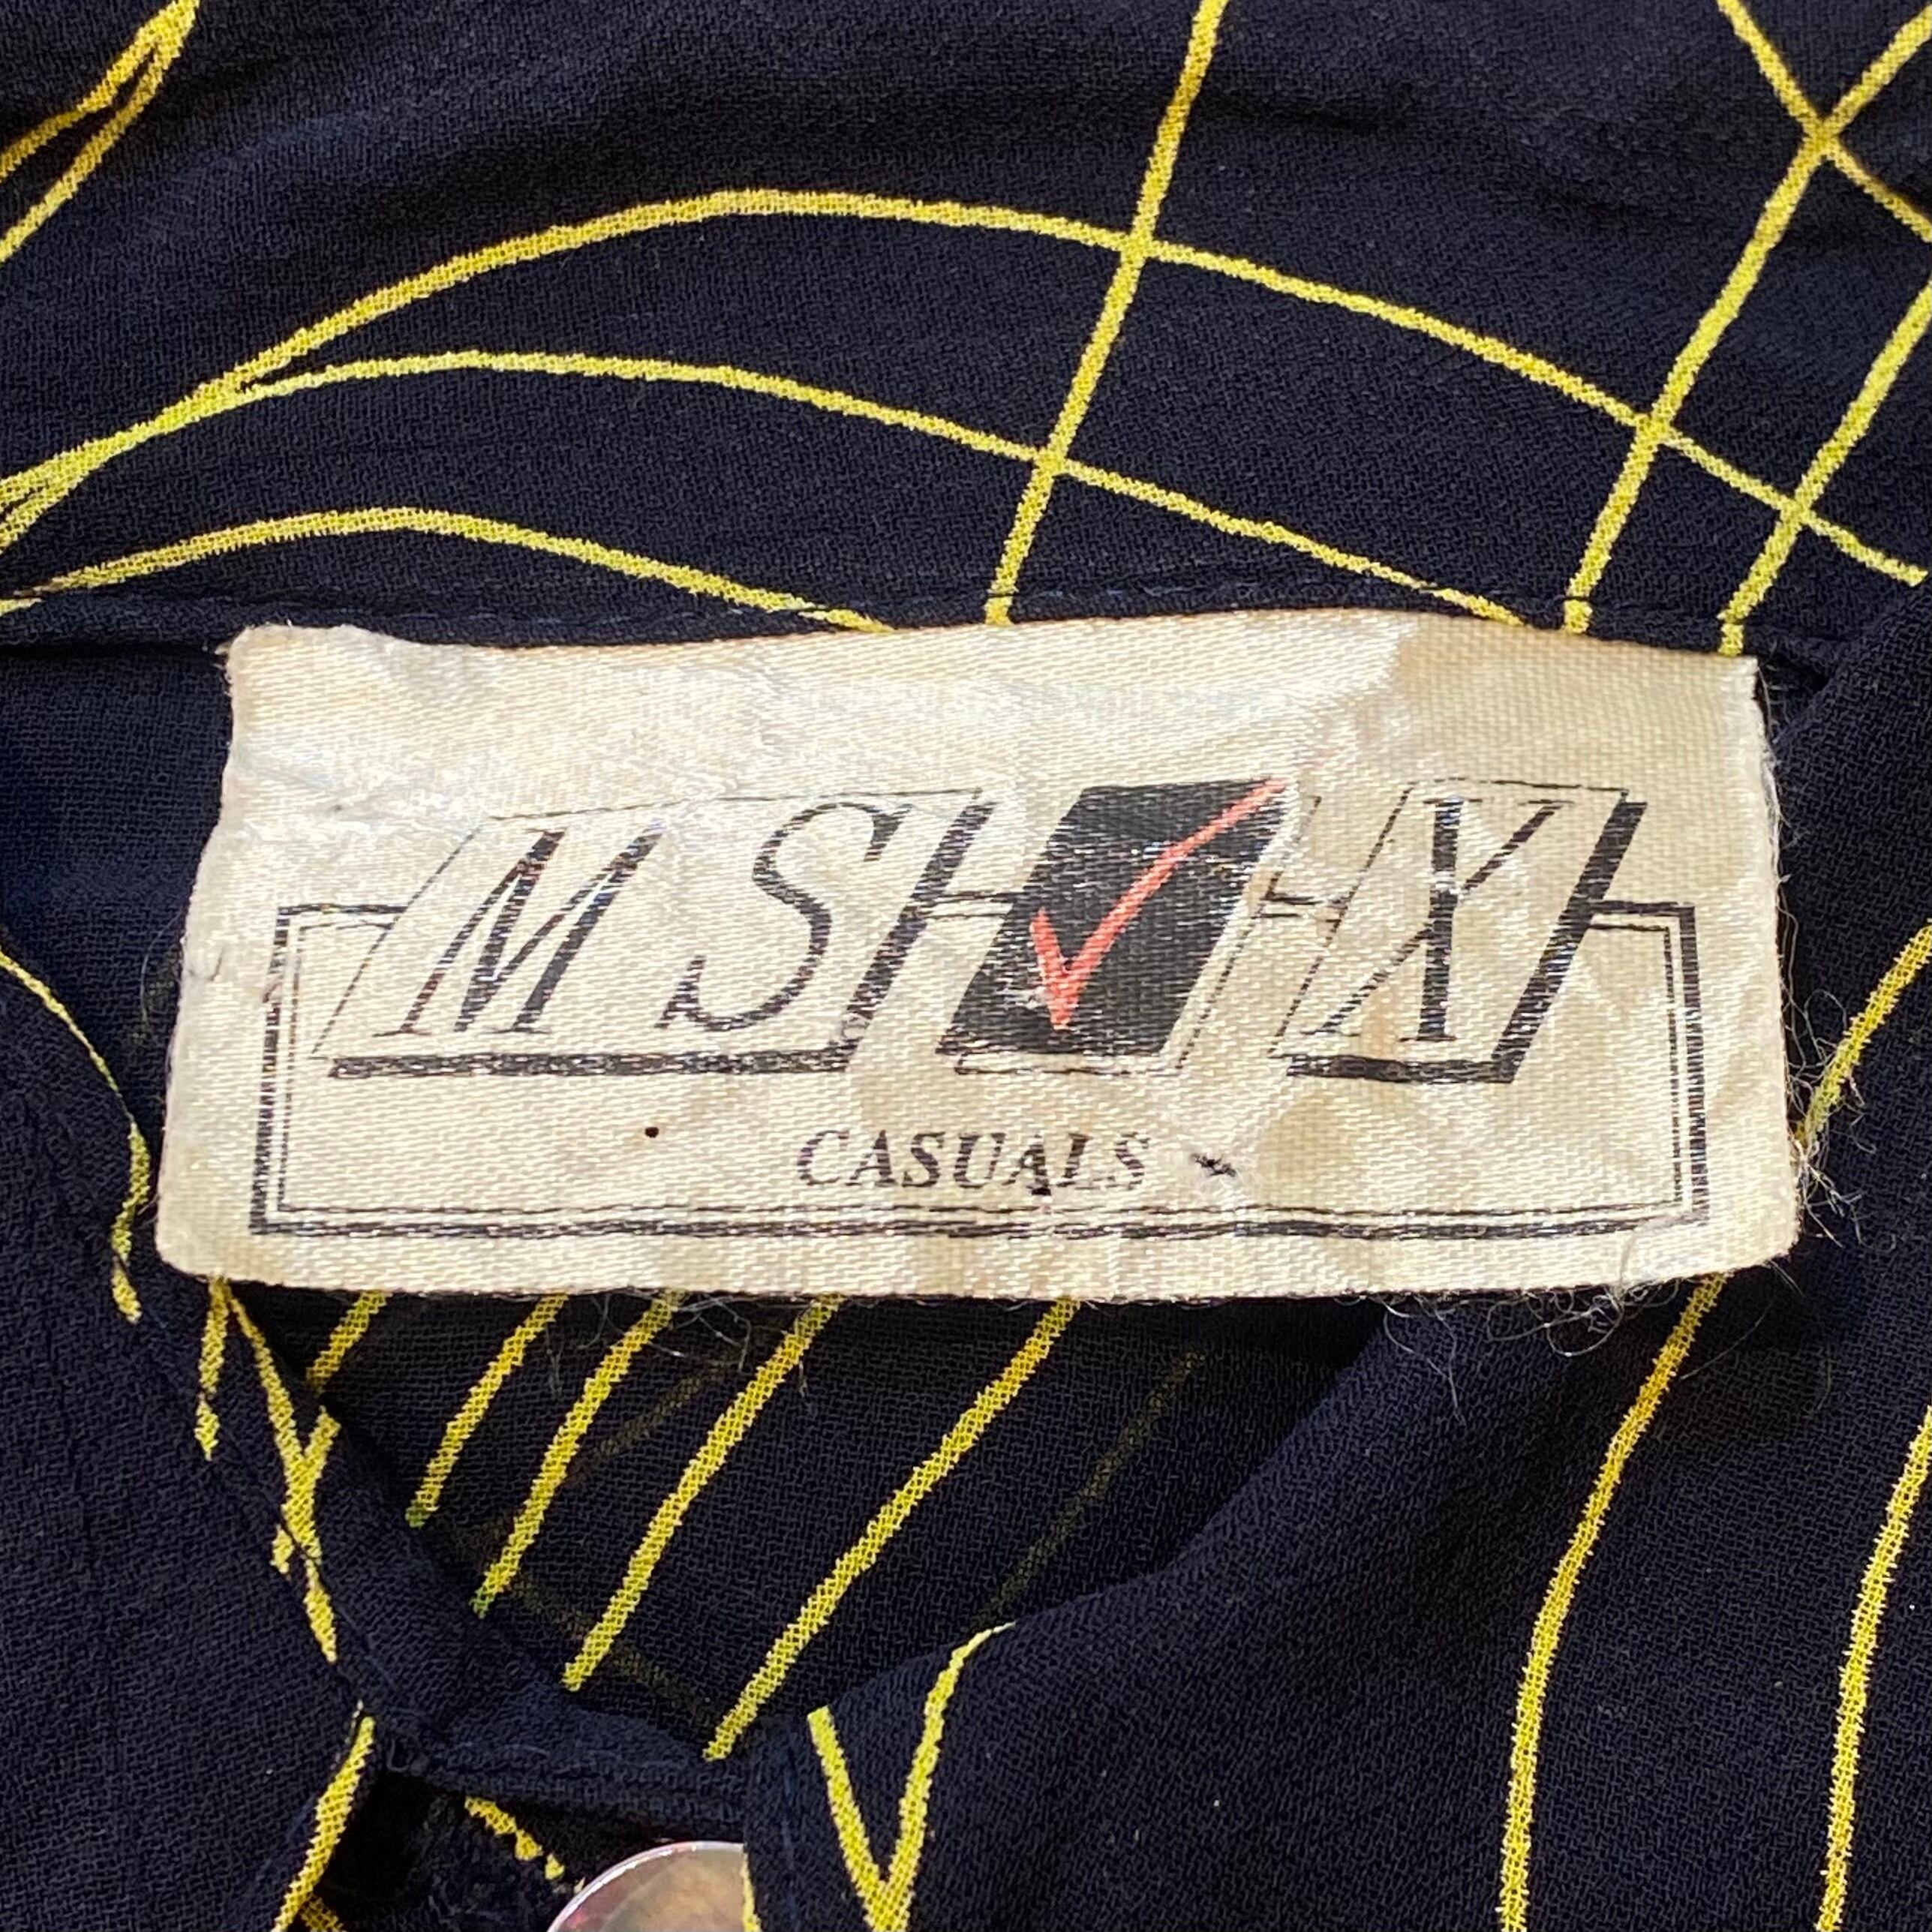 M S ✓ X
CASUALS